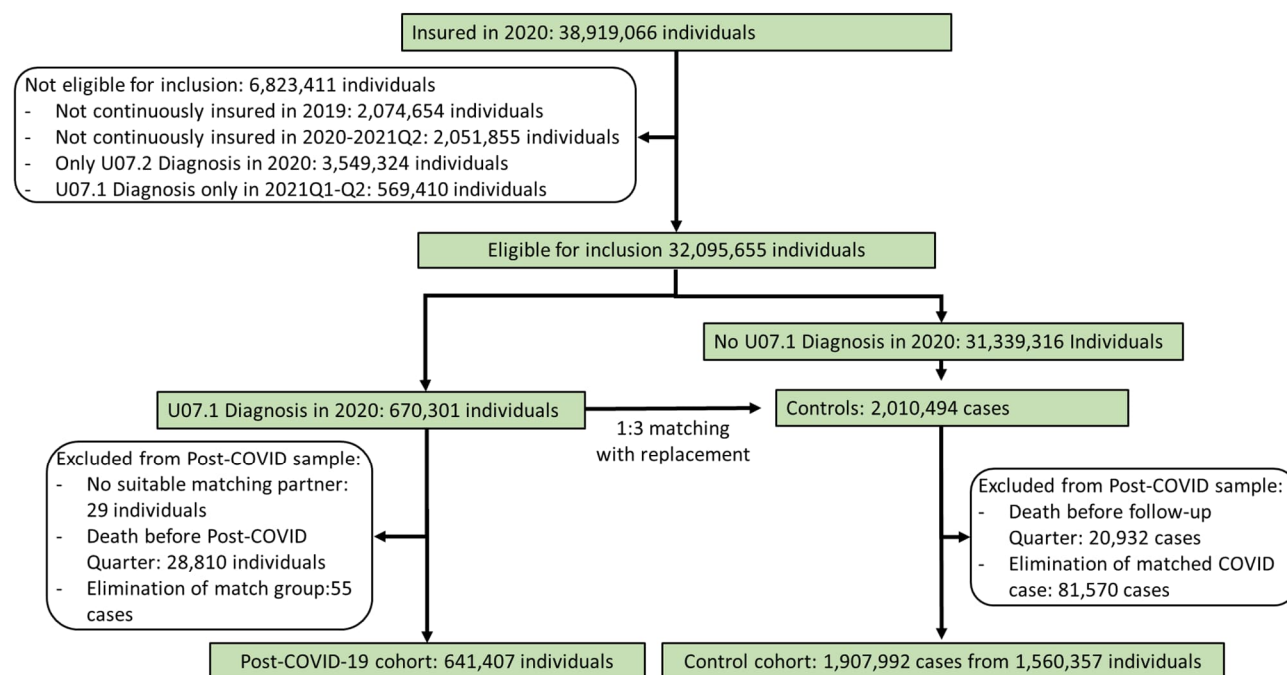 Insured in 2020: 38,919,066 individuals
Not eligible for inclusion: 6,823,411 individuals
- Not continuously insured in 2019: 2,074,654 individuals
- Not continuously insured in 2020-2021Q2: 2,051,855 individuals
- Only U07.2 Diagnosis in 2020: 3,549,324 individuals
- U07.1 Diagnosis only in 2021Q1-Q2: 569,410 individuals
Eligible for inclusion 32,095,655 individuals
No U07.1 Diagnosis in 2020: 31,339,316 Individuals
U07.1 Diagnosis in 2020: 670,301 individuals
1:3 matching
with replacement
Controls: 2,010,494 cases
Excluded from Post-COVID sample:
- No suitable matching partner:
29 individuals
- Death before Post-COVID
Quarter: 28,810 individuals
- Elimination of match group:55
cases
Excluded from Post-COVID sample:
- Death before follow-up
Quarter: 20,932 cases
- Elimination of matched COVID
case: 81,570 cases
Post-COVID-19 cohort: 641,407 individuals
Control cohort: 1,907,992 cases from 1,560,357 individuals